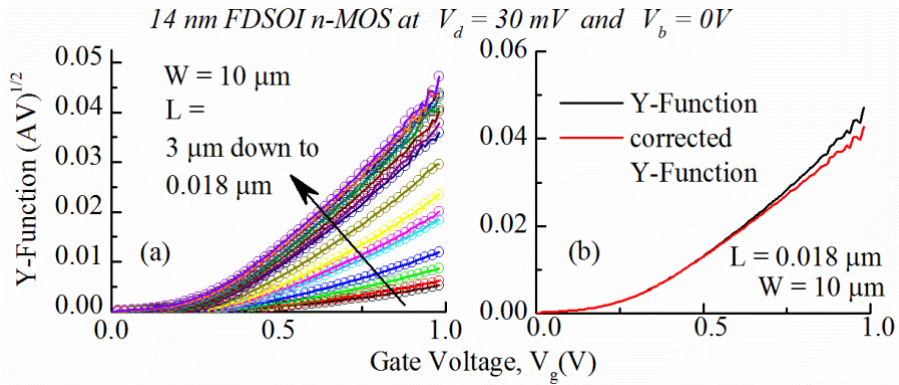 14 nm FDSOI n-MOS at V_d = 30 mV and V_b = 0V
Y-Function (AV)^1/2
0.05
0.04
0.03
0.02
0.01
0.00
W = 10 μm
L =
3 μm down to
0.018 μm
(a)
0.0
0.5
1.0
0.06
0.04
0.02
0.00
Y-Function
corrected
Y-Function
(b)
L = 0.018 μm
W = 10 μm
0.0
0.5
1.0
Gate Voltage, V_g(V)